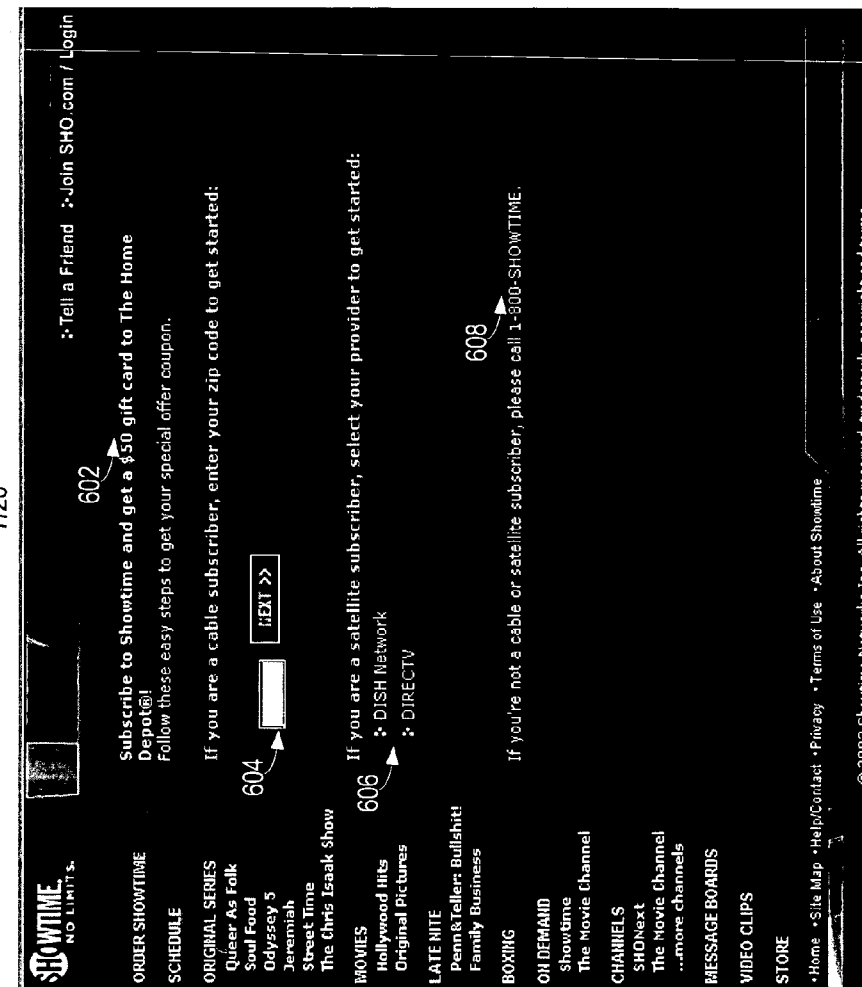 7/26
SHOWTIME.
NO LIMITS.
:•Tell a Friend :•Join SHO.com / Login
ORDER SHOWTIME
SCHEDULE
ORIGINAL SERIES
Queer As Folk
Soul Food
Odyssey 5
Jeremiah
Street Time
The Chris Isaak Show
MOVIES
Hollywood Hits
Original Pictures
LATE NITE
Penn & Teller: Bullshit!
Family Business
BOXING
ON DEMAND
Showtime
The Movie Channel
CHANNELS
SHONext
The Movie Channel
...more channels
MESSAGE BOARDS
VIDEO CLIPS
STORE
602
Subscribe to Showtime and get a $50 gift card to The Home
Depot®!
Follow these easy steps to get your special offer coupon.
If you are a cable subscriber, enter your zip code to get started:
604
NEXT >>
If you are a satellite subscriber, select your provider to get started:
606
:• DISH Network
:• DIRECTV
608
If you're not a cable or satellite subscriber, please call 1-800-SHOWTIME.
•Home •Site Map •Help/Contact •Privacy •Terms of Use •About Showtime